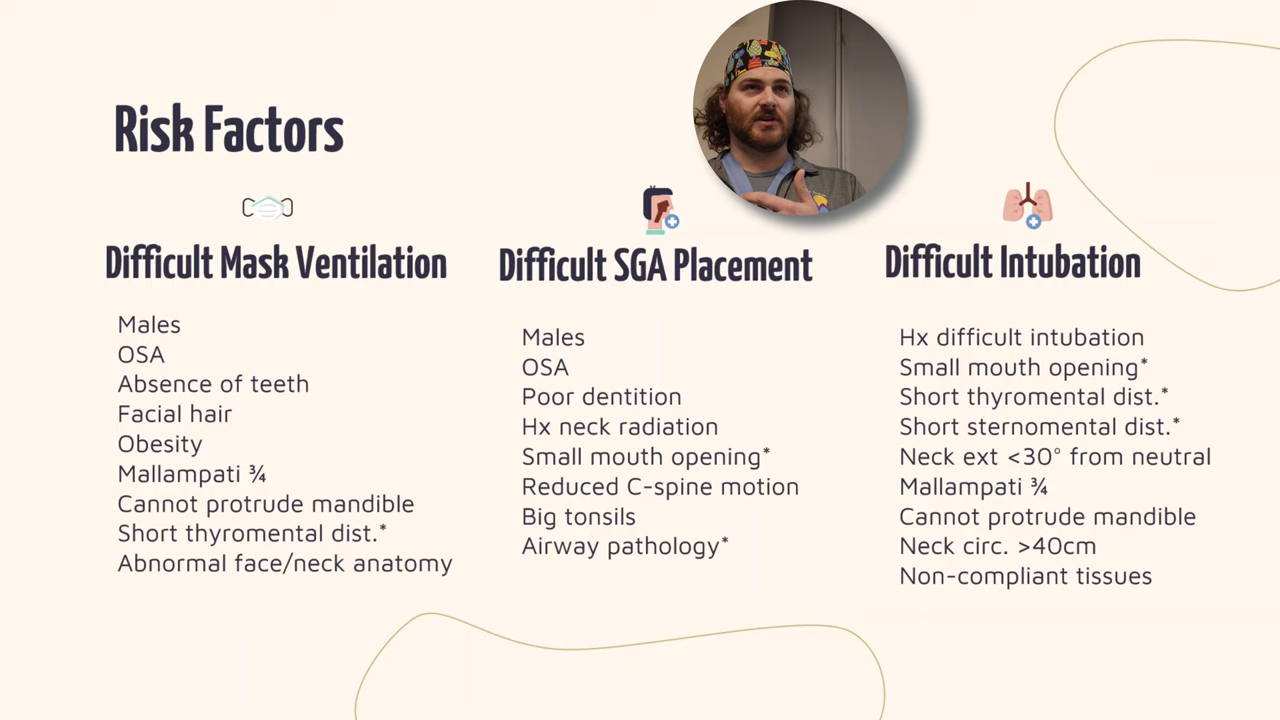 Risk Factors
Difficult Mask Ventilation
Males
OSA
Absence of teeth
Facial hair
Obesity
Mallampati ¾
Cannot protrude mandible
Short thyromental dist.*
Abnormal face/neck anatomy
Difficult SGA Placement
Males
OSA
Poor dentition
Hx neck radiation
Small mouth opening*
Reduced C-spine motion
Big tonsils
Airway pathology*
Difficult Intubation
Hx difficult intubation
Small mouth opening*
Short thyromental dist.*
Short sternomental dist.*
Neck ext <30° from neutral
Mallampati ¾
Cannot protrude mandible
Neck circ. >40cm
Non-compliant tissues